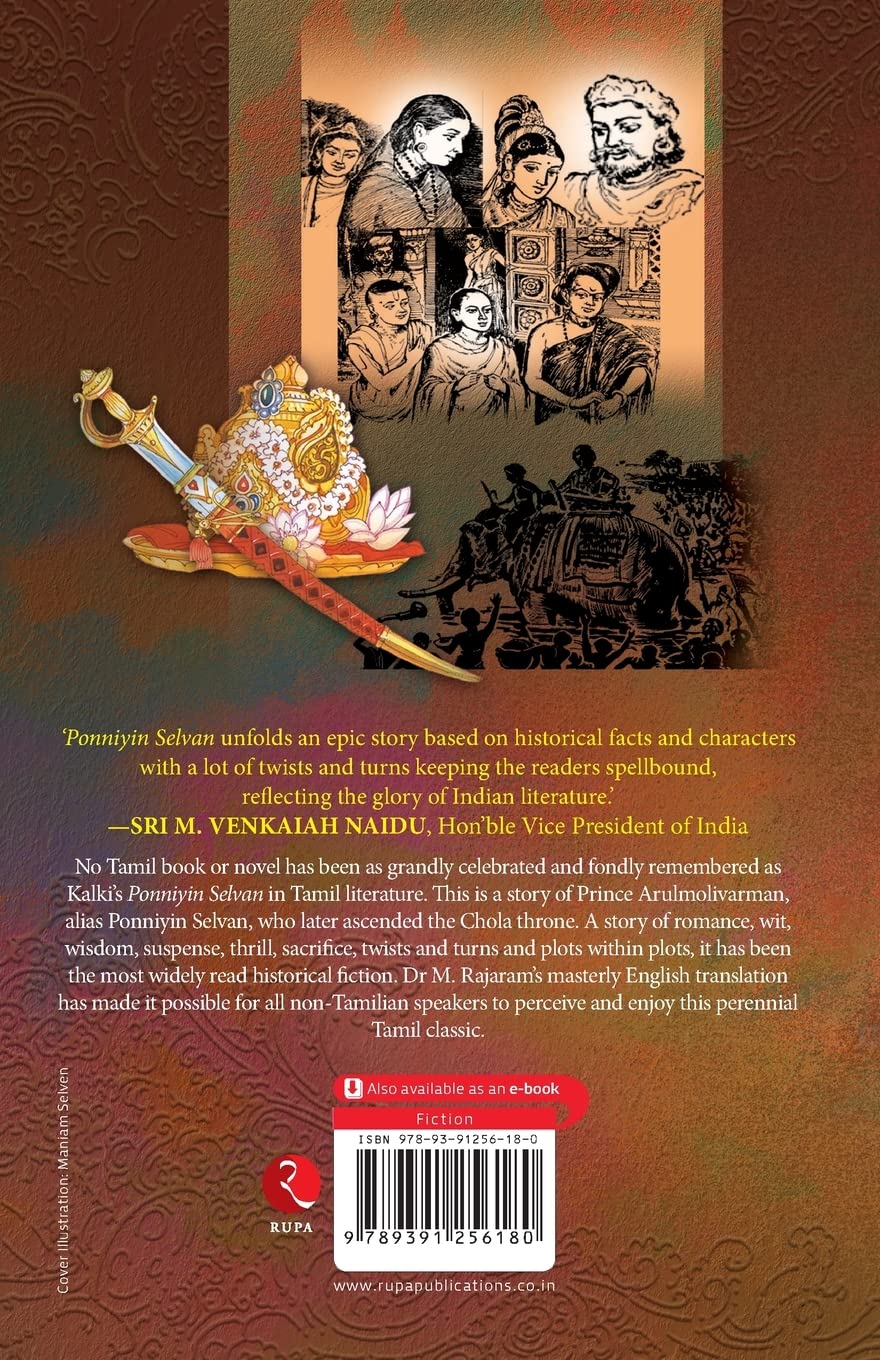 ‘Ponniyin Selvan unfolds an epic story based on historical facts and characters
with a lot of twists and turns keeping the readers spellbound,
reflecting the glory of Indian literature.’
—SRI M. VENKAIAH NAIDU, Hon’ble Vice President of India
No Tamil book or novel has been as grandly celebrated and fondly remembered as
Kalki’s Ponniyin Selvan in Tamil literature. This is a story of Prince Arulmolivarman,
alias Ponniyin Selvan, who later ascended the Chola throne. A story of romance, wit,
wisdom, suspense, thrill, sacrifice, twists and turns and plots within plots, it has been
the most widely read historical fiction. Dr M. Rajaram’s masterly English translation
has made it possible for all non-Tamilian speakers to perceive and enjoy this perennial
Tamil classic.
Cover Illustration: Maniam Selven
Also available as an e-book
Fiction
ISBN 978-93-91256-18-0
RUPA
9 789391 256180
www.rupapublications.co.in